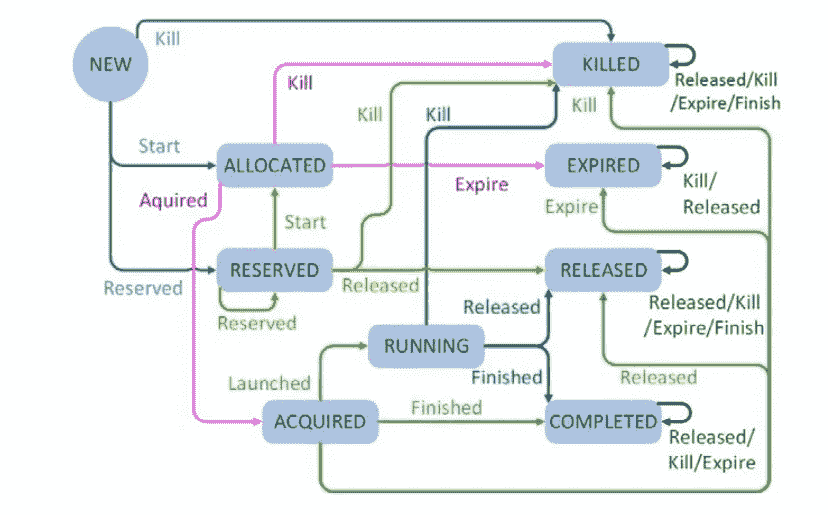 Kill
NEW
KILLED
Released/Kill
/Expire/Finish
Kill
Kill
Kill
Kill
Start
ALLOCATED
EXPIRED
Aquired
Expire
Kill/
Released
Start
Expire
RESERVED
RELEASED
Reserved
Released
Reserved
Released
Released/Kill
/Expire/Finish
RUNNING
Launched
Finished
Released
Finished
ACQUIRED
COMPLETED
Released/
Kill/Expire